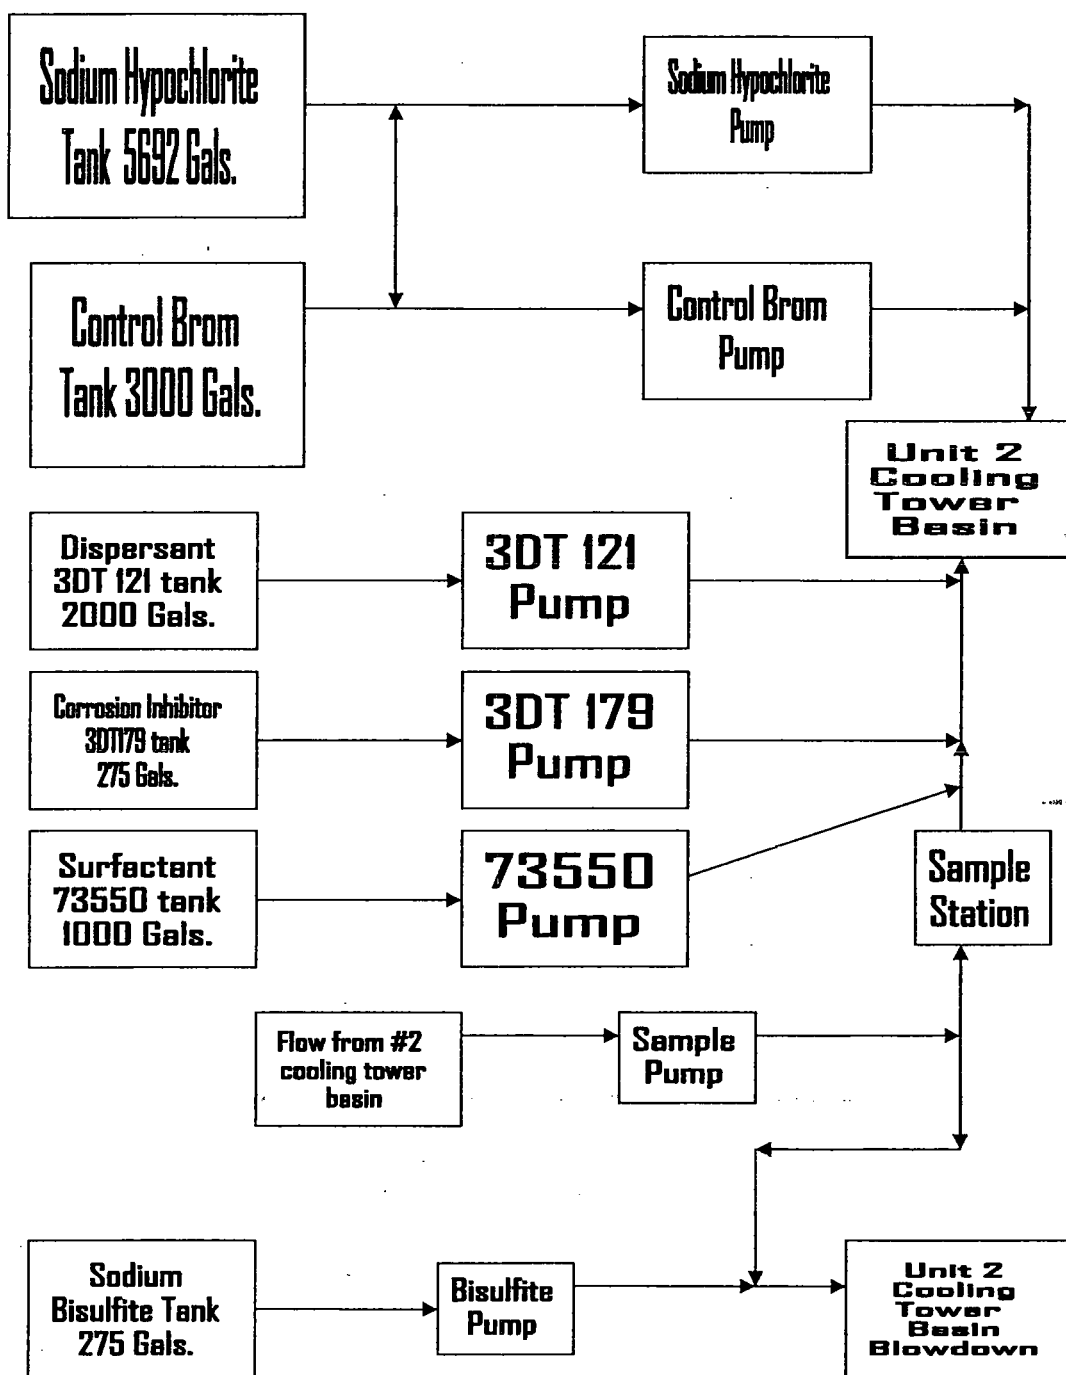 Sodium Hypochlorite
Tank 5692 Gals.
Sodium Hypochlorite
Pump
Control Brom
Tank 3000 Gals.
Control Brom
Pump
Unit 2
Cooling
Tower
Basin
Dispersant
3DT 121 tank
2000 Gals.
3DT 121
Pump
Corrosion Inhibitor
3DT179 tank
275 Gals.
3DT 179
Pump
Surfactant
73550 tank
1000 Gals.
73550
Pump
Sample
Station
Flow from #2
cooling tower
basin
Sample
Pump
Sodium
Bisulfite Tank
275 Gals.
Bisulfite
Pump
Unit 2
Cooling
Tower
Basin
Blowdown